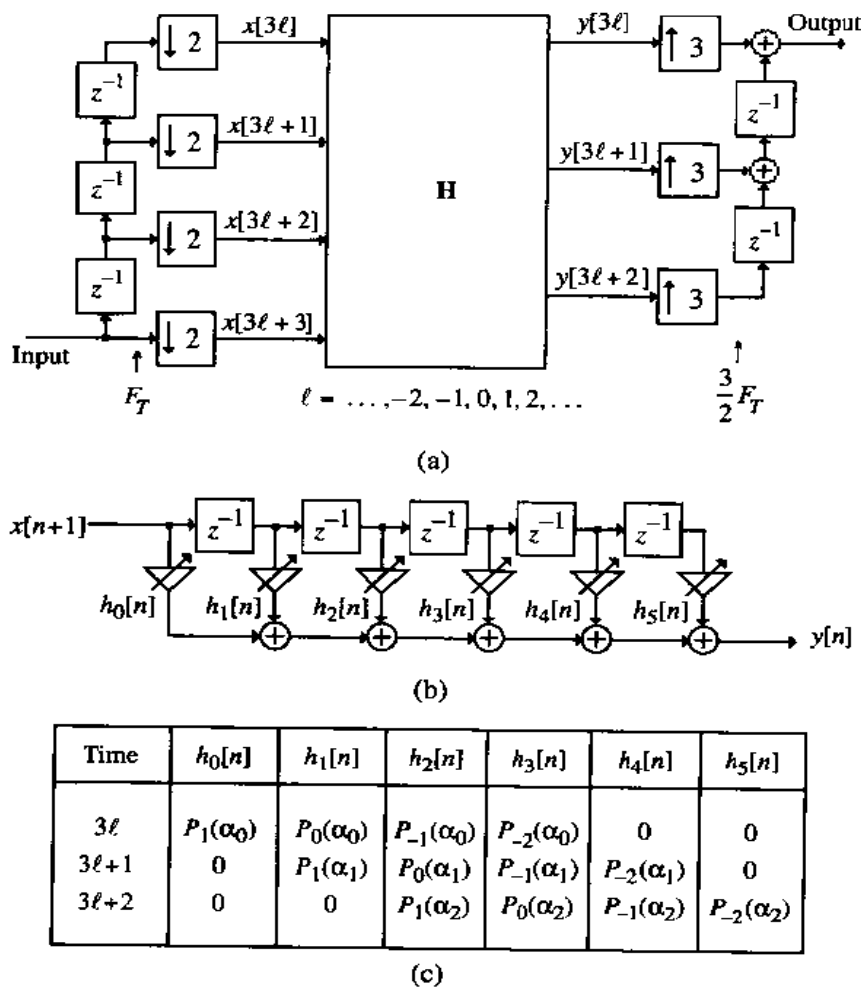 ↓ 2 x[3ℓ] y[3ℓ] ↑ 3 + Output
z⁻¹ z⁻¹
↓ 2 x[3ℓ+1] H y[3ℓ+1] ↑ 3 +
z⁻¹
↓ 2 x[3ℓ+2] z⁻¹
z⁻¹
↓ 2 x[3ℓ+3] y[3ℓ+2] ↑ 3
Input
F_T ℓ = ...,−2, −1, 0, 1, 2, ... 3/2 F_T
(a)
x[n+1] z⁻¹ z⁻¹ z⁻¹ z⁻¹ z⁻¹
h₀[n] h₁[n] h₂[n] h₃[n] h₄[n] h₅[n]
+ + + + + y[n]
(b)
Time h₀[n] h₁[n] h₂[n] h₃[n] h₄[n] h₅[n]
3ℓ P₁(α₀) P₀(α₀) P₋₁(α₀) P₋₂(α₀) 0 0
3ℓ+1 0 P₁(α₁) P₀(α₁) P₋₁(α₁) P₋₂(α₁) 0
3ℓ+2 0 0 P₁(α₂) P₀(α₂) P₋₁(α₂) P₋₂(α₂)
(c)